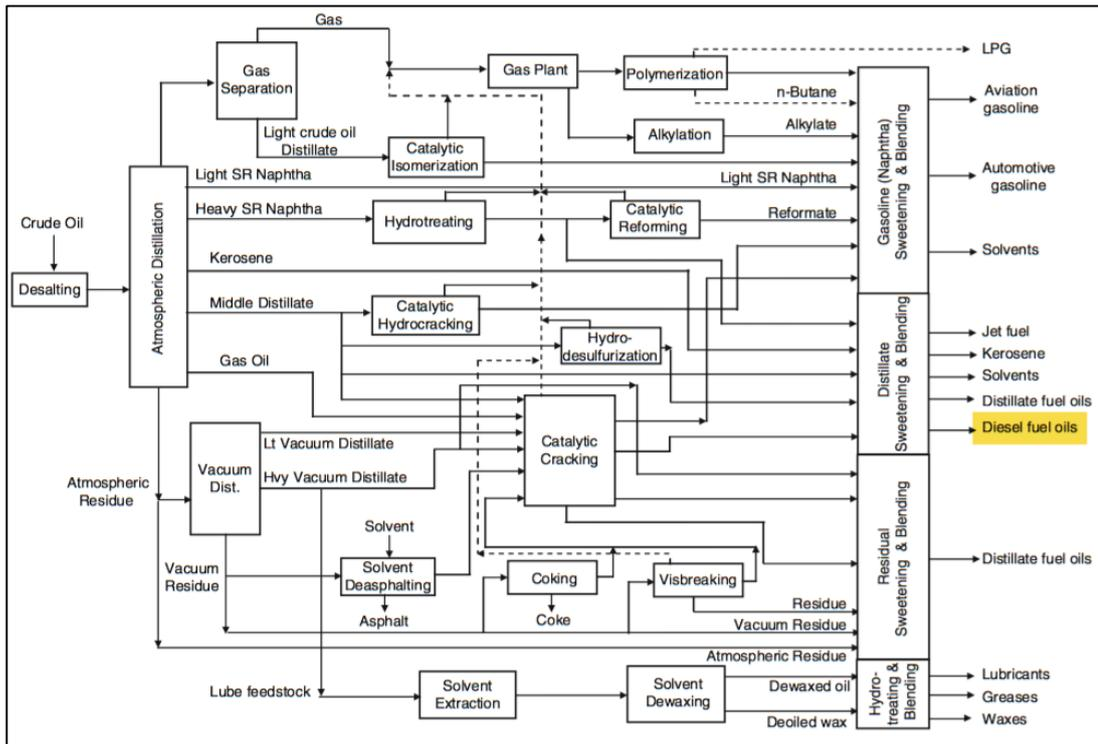 Gas
LPG
Gas Plant
Polymerization
Gas
Separation
n-Butane
Aviation
gasoline
Light crude oil
Distillate
Catalytic
Isomerization
Alkylation
Alkylate
Light SR Naphtha
Light SR Naphtha
Automotive
gasoline
Heavy SR Naphtha
Hydrotreating
Catalytic
Reforming
Reformate
Gasoline (Naphtha)
Sweetening & Blending
Crude Oil
Desalting
Atmospheric Distillation
Kerosene
Solvents
Middle Distillate
Catalytic
Hydrocracking
Hydro-
desulfurization
Distillate
Sweetening & Blending
Jet fuel
Kerosene
Solvents
Distillate fuel oils
Diesel fuel oils
Gas Oil
Catalytic
Cracking
Lt Vacuum Distillate
Hvy Vacuum Distillate
Vacuum
Dist.
Atmospheric
Residue
Solvent
Vacuum
Residue
Solvent
Deasphalting
Asphalt
Coking
Coke
Visbreaking
Residue
Vacuum Residue
Atmospheric Residue
Residual
Sweetening & Blending
Distillate fuel oils
Lube feedstock
Solvent
Extraction
Solvent
Dewaxing
Dewaxed oil
Deoiled wax
Hydro-
treating &
Blending
Lubricants
Greases
Waxes